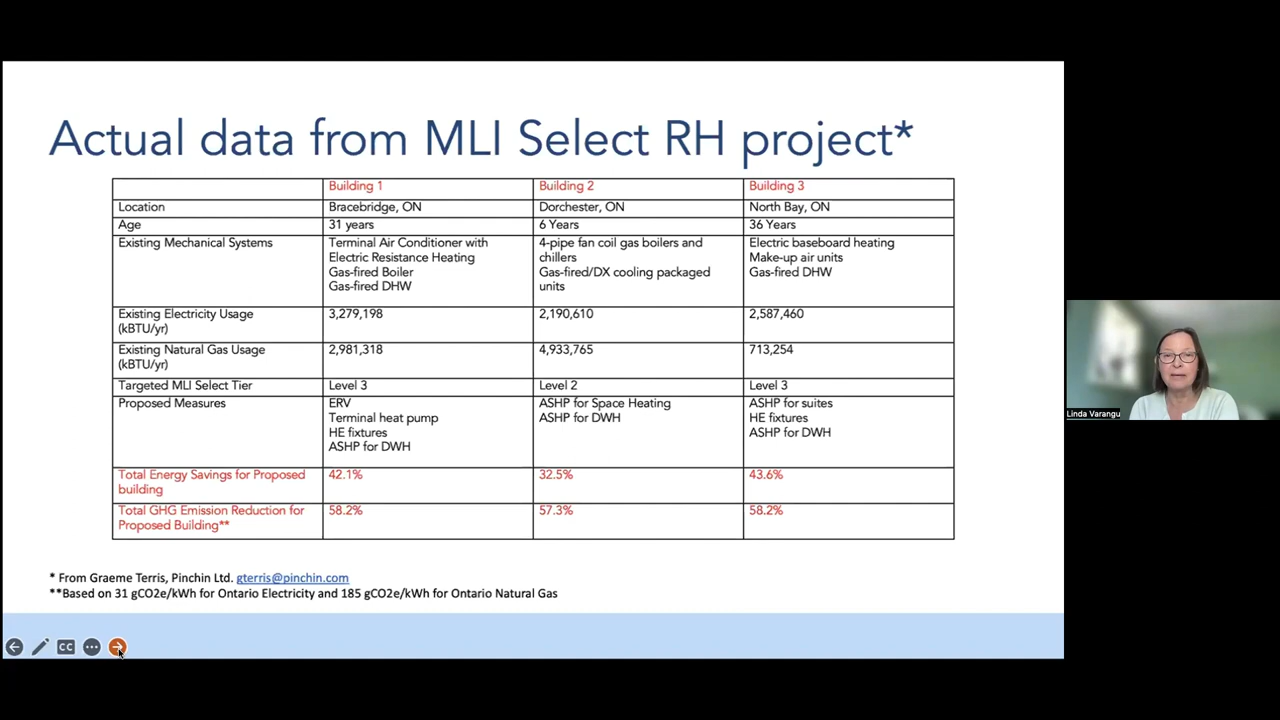 Actual data from MLI Select RH project*
Building 1 Building 2 Building 3
Location Bracebridge, ON Dorchester, ON North Bay, ON
Age 31 years 6 Years 36 Years
Existing Mechanical Systems Terminal Air Conditioner with 4-pipe fan coil gas boilers and Electric baseboard heating
Electric Resistance Heating chillers Make-up air units
Gas-fired Boiler Gas-fired/DX cooling packaged Gas-fired DHW
Gas-fired DHW units
Existing Electricity Usage 3,279,198 2,190,610 2,587,460
(kBTU/yr)
Existing Natural Gas Usage 2,981,318 4,933,765 713,254
(kBTU/yr)
Targeted MLI Select Tier Level 3 Level 2 Level 3
Proposed Measures ERV ASHP for Space Heating ASHP for suites
Terminal heat pump ASHP for DWH HE fixtures
HE fixtures ASHP for DWH
ASHP for DWH
Total Energy Savings for Proposed 42.1% 32.5% 43.6%
building
Total GHG Emission Reduction for 58.2% 57.3% 58.2%
Proposed Building**
* From Graeme Terris, Pinchin Ltd. gterris@pinchin.com
**Based on 31 gCO2e/kWh for Ontario Electricity and 185 gCO2e/kWh for Ontario Natural Gas
CC
Linda Varangu